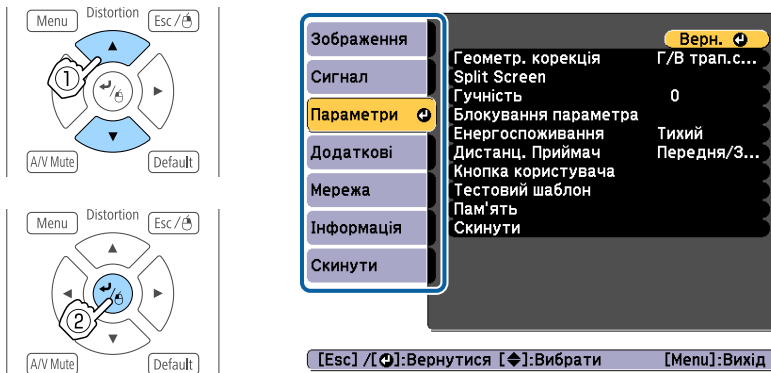 Menu Distortion Esc /
1
A/V Mute Default
Menu Distortion Esc /
2
A/V Mute Default
Зображення
Сигнал
Параметри
Додаткові
Мережа
Інформація
Скинути
Верн.
Геометр. корекція Г/В трап.с...
Split Screen
Гучність 0
Блокування параметра
Енергоспоживання Тихий
Дистанц. Приймач Передня/З...
Кнопка користувача
Тестовий шаблон
Пам'ять
Скинути
[Esc] /[ ]:Вернутися [ ]:Вибрати [Menu]:Вихід